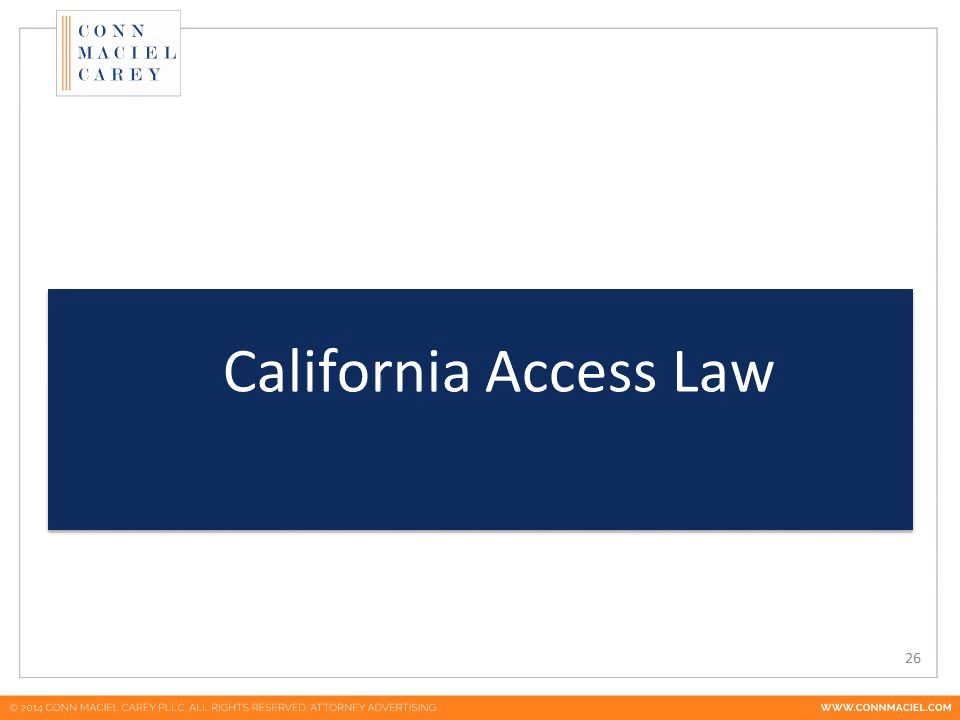 CONN
MACIEL
CAREY
California Access Law
26
© 2014 CONN MACIEL CAREY PLLC. ALL RIGHTS RESERVED. ATTORNEY ADVERTISING.
WWW.CONNMACIEL.COM